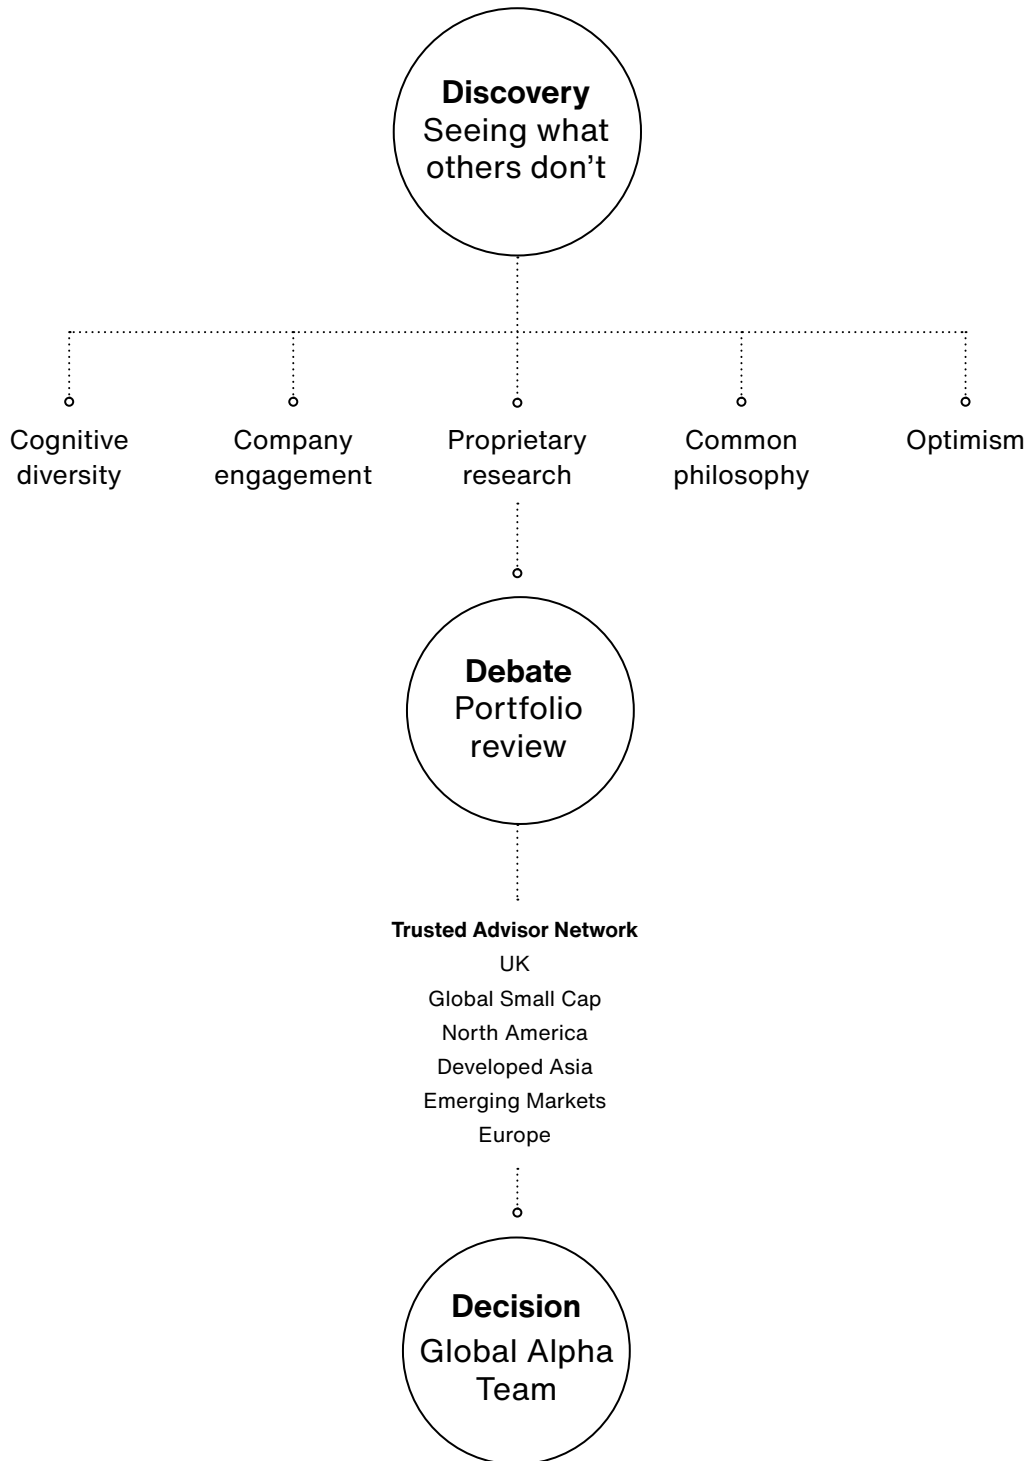 Discovery
Seeing what
others don’t
Cognitive
diversity
Company
engagement
Proprietary
research
Common
philosophy
Optimism
Debate
Portfolio
review
Trusted Advisor Network
UK
Global Small Cap
North America
Developed Asia
Emerging Markets
Europe
Decision
Global Alpha
Team